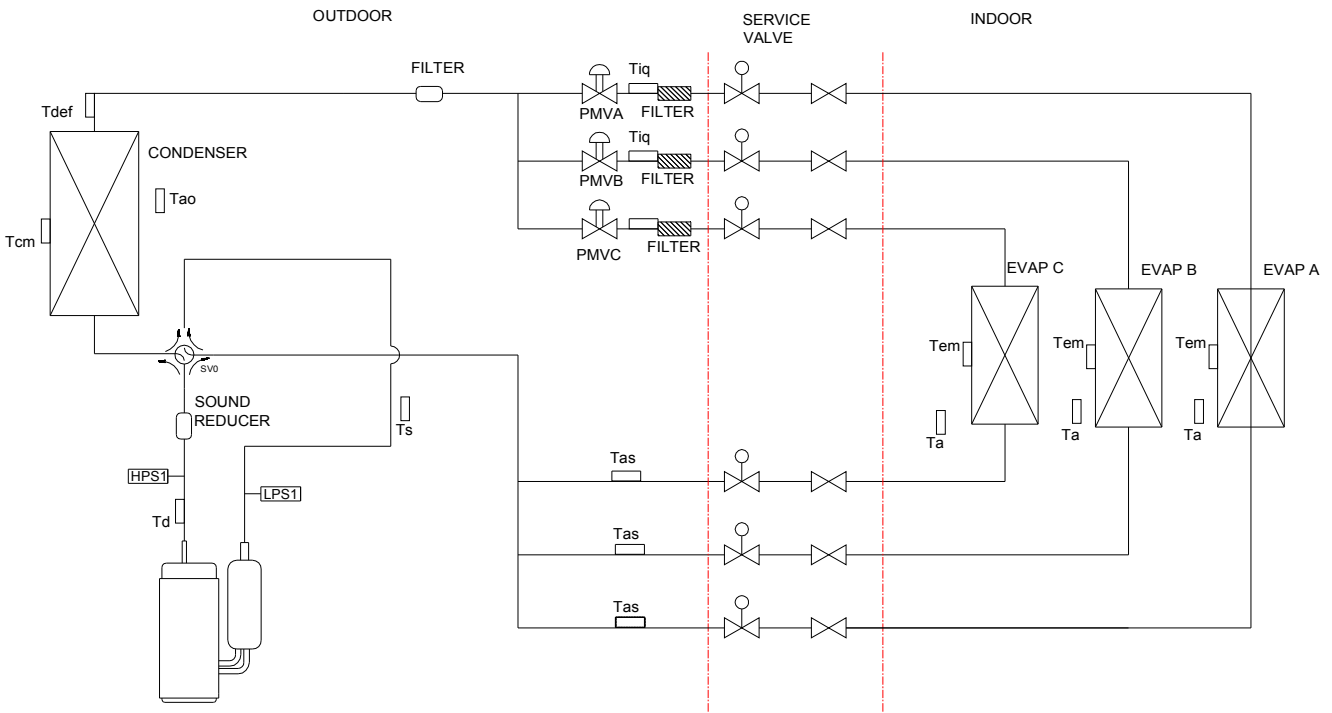 OUTDOOR
SERVICE
VALVE
INDOOR
FILTER
Tiq
Tdef
PMVA
FILTER
Tiq
CONDENSER
PMVB
FILTER
Tao
Tcm
PMVC
FILTER
EVAP C
EVAP B
EVAP A
Tem
Tem
Tem
SV0
SOUND
REDUCER
Ts
Ta
Ta
Ta
Tas
HPS1
LPS1
Td
Tas
Tas